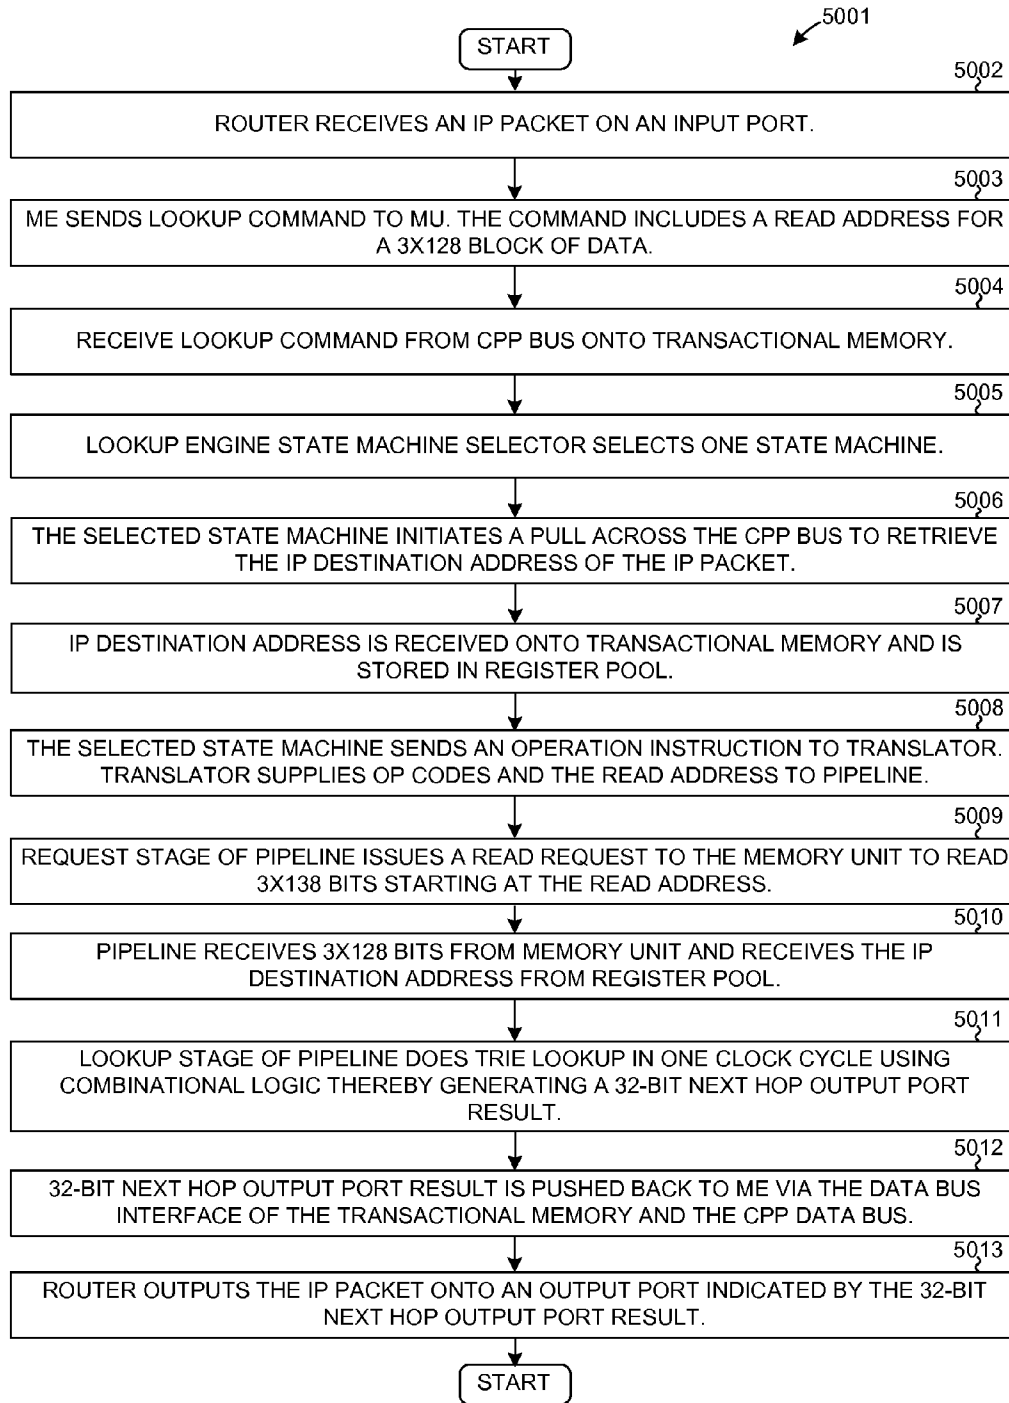 5001
START
5002
ROUTER RECEIVES AN IP PACKET ON AN INPUT PORT.
5003
ME SENDS LOOKUP COMMAND TO MU. THE COMMAND INCLUDES A READ ADDRESS FOR
A 3X128 BLOCK OF DATA.
5004
RECEIVE LOOKUP COMMAND FROM CPP BUS ONTO TRANSACTIONAL MEMORY.
5005
LOOKUP ENGINE STATE MACHINE SELECTOR SELECTS ONE STATE MACHINE.
5006
THE SELECTED STATE MACHINE INITIATES A PULL ACROSS THE CPP BUS TO RETRIEVE
THE IP DESTINATION ADDRESS OF THE IP PACKET.
5007
IP DESTINATION ADDRESS IS RECEIVED ONTO TRANSACTIONAL MEMORY AND IS
STORED IN REGISTER POOL.
5008
THE SELECTED STATE MACHINE SENDS AN OPERATION INSTRUCTION TO TRANSLATOR.
TRANSLATOR SUPPLIES OP CODES AND THE READ ADDRESS TO PIPELINE.
5009
REQUEST STAGE OF PIPELINE ISSUES A READ REQUEST TO THE MEMORY UNIT TO READ
3X138 BITS STARTING AT THE READ ADDRESS.
5010
PIPELINE RECEIVES 3X128 BITS FROM MEMORY UNIT AND RECEIVES THE IP
DESTINATION ADDRESS FROM REGISTER POOL.
5011
LOOKUP STAGE OF PIPELINE DOES TRIE LOOKUP IN ONE CLOCK CYCLE USING
COMBINATIONAL LOGIC THEREBY GENERATING A 32-BIT NEXT HOP OUTPUT PORT
RESULT.
5012
32-BIT NEXT HOP OUTPUT PORT RESULT IS PUSHED BACK TO ME VIA THE DATA BUS
INTERFACE OF THE TRANSACTIONAL MEMORY AND THE CPP DATA BUS.
5013
ROUTER OUTPUTS THE IP PACKET ONTO AN OUTPUT PORT INDICATED BY THE 32-BIT
NEXT HOP OUTPUT PORT RESULT.
START